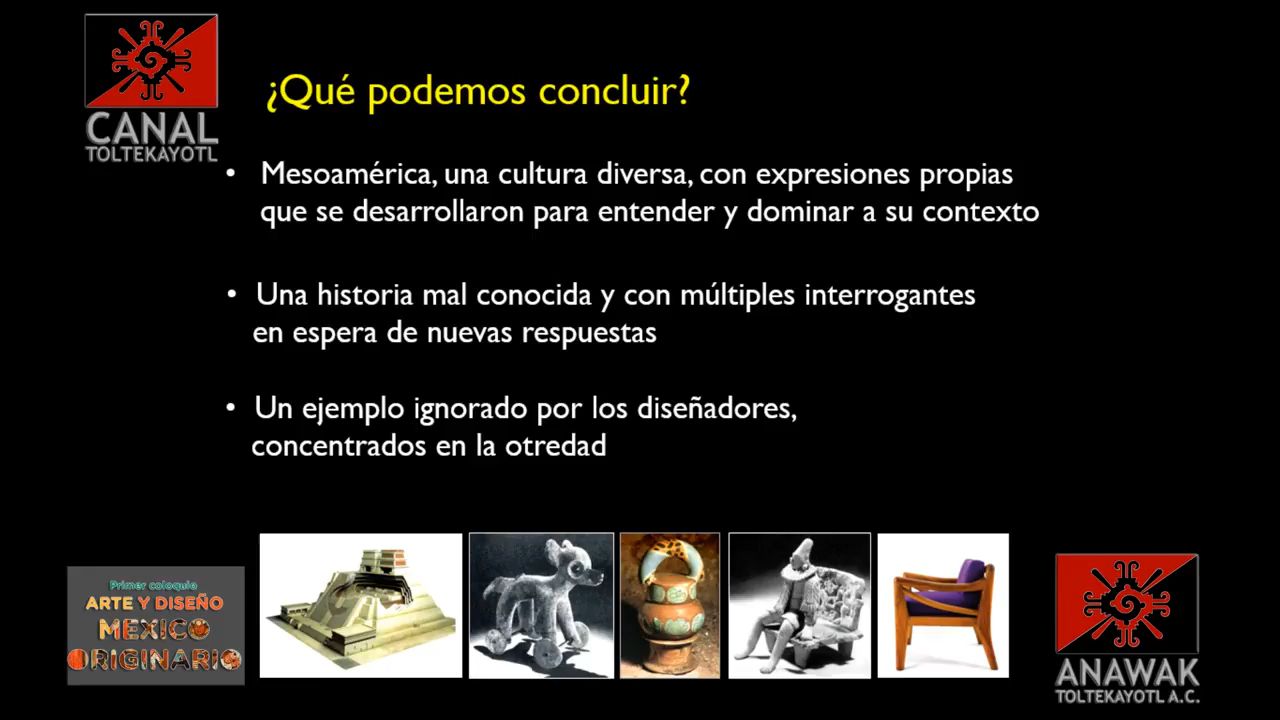 CANAL
TOLTEKAYOTL
¿Qué podemos concluir?
• Mesoamérica, una cultura diversa, con expresiones propias
que se desarrollaron para entender y dominar a su contexto
• Una historia mal conocida y con múltiples interrogantes
en espera de nuevas respuestas
• Un ejemplo ignorado por los diseñadores,
concentrados en la otredad
Primer coloquio
ARTE Y DISEÑO
MEXICO
ORIGINARIO
ANAWAK
TOLTEKAYOTL A.C.